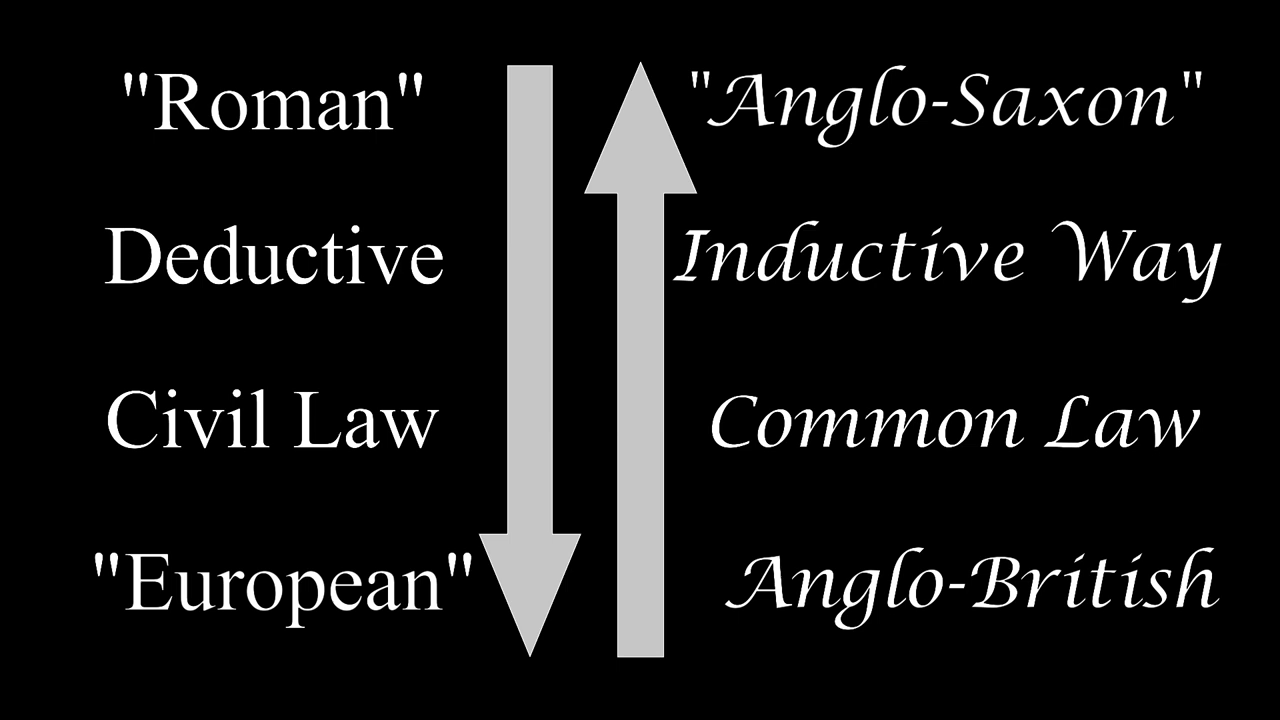 "Roman"
"Anglo-Saxon"
Deductive
Inductive Way
Civil Law
Common Law
"European"
Anglo-British